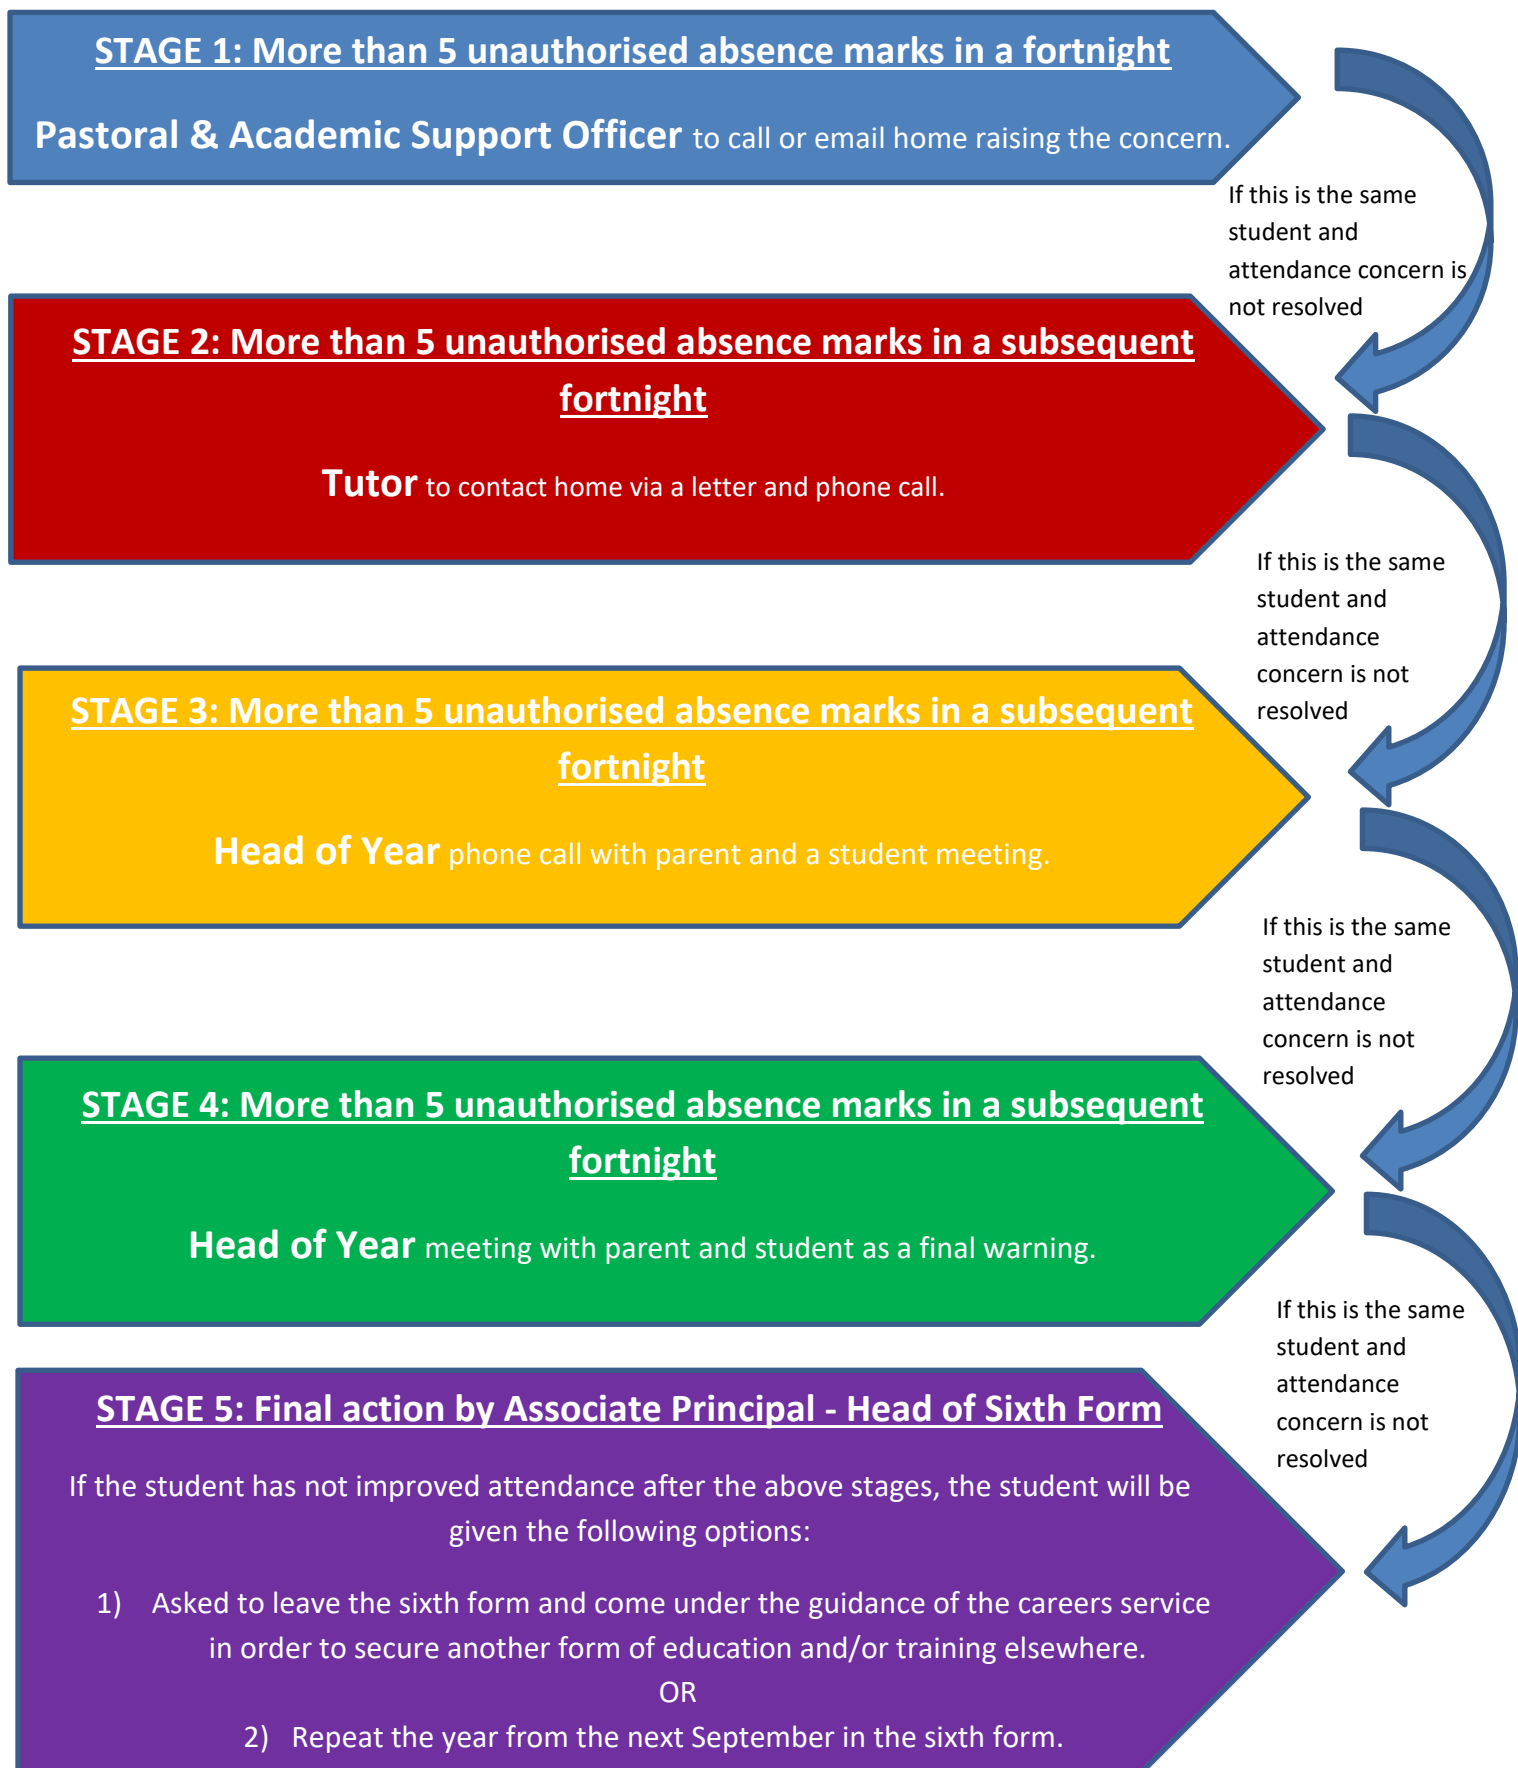 STAGE 1: More than 5 unauthorised absence marks in a fortnight
Pastoral & Academic Support Officer to call or email home raising the concern.
If this is the same
student and
attendance concern is
not resolved
STAGE 2: More than 5 unauthorised absence marks in a subsequent
fortnight
Tutor to contact home via a letter and phone call.
If this is the same
student and
attendance
concern is not
resolved
STAGE 3: More than 5 unauthorised absence marks in a subsequent
fortnight
Head of Year phone call with parent and a student meeting.
If this is the same
student and
attendance
concern is not
resolved
STAGE 4: More than 5 unauthorised absence marks in a subsequent
fortnight
Head of Year meeting with parent and student as a final warning.
If this is the same
student and
attendance
concern is not
resolved
STAGE 5: Final action by Associate Principal - Head of Sixth Form
If the student has not improved attendance after the above stages, the student will be
given the following options:
1) Asked to leave the sixth form and come under the guidance of the careers service
in order to secure another form of education and/or training elsewhere.
OR
2) Repeat the year from the next September in the sixth form.